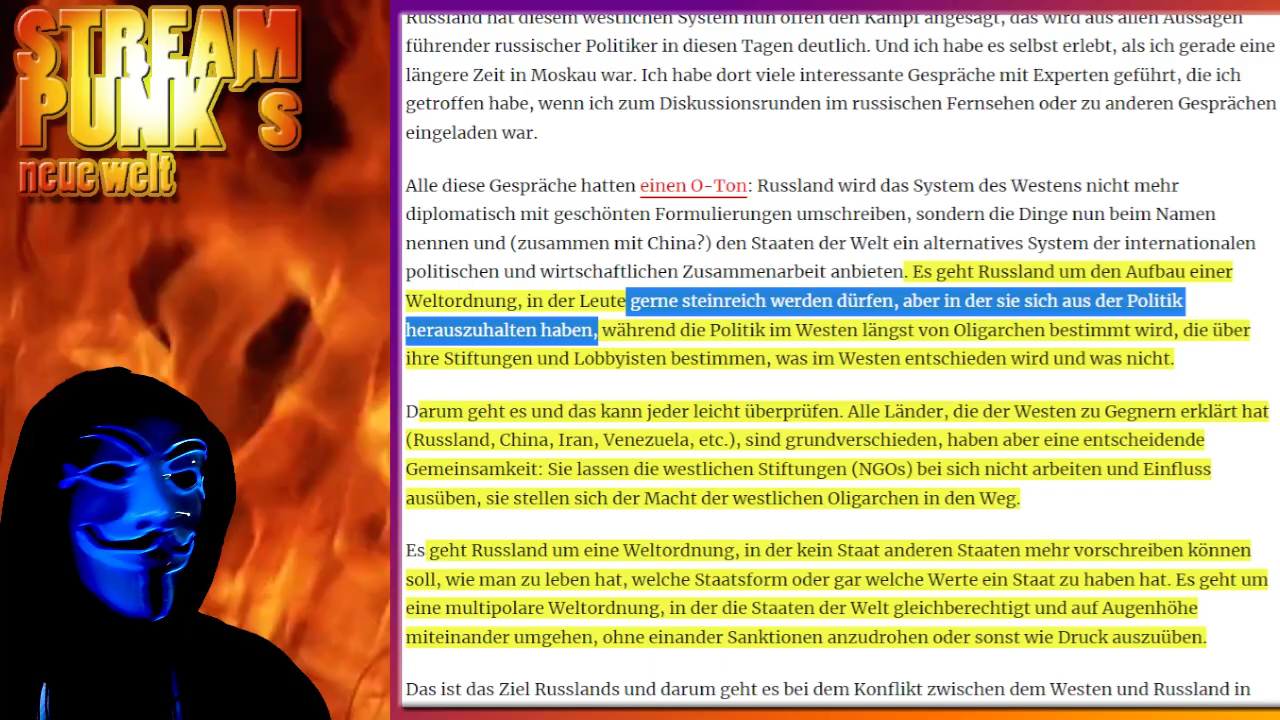 STREAM
PUNK´s
neue welt
Russland hat diesem westlichen System nun offen den Kampf angesagt, das wird aus allen Aussagen
führender russischer Politiker in diesen Tagen deutlich. Und ich habe es selbst erlebt, als ich gerade eine
längere Zeit in Moskau war. Ich habe dort viele interessante Gespräche mit Experten geführt, die ich
getroffen habe, wenn ich zum Diskussionsrunden im russischen Fernsehen oder zu anderen Gesprächen
eingeladen war.
Alle diese Gespräche hatten einen O-Ton: Russland wird das System des Westens nicht mehr
diplomatisch mit geschönten Formulierungen umschreiben, sondern die Dinge nun beim Namen
nennen und (zusammen mit China?) den Staaten der Welt ein alternatives System der internationalen
politischen und wirtschaftlichen Zusammenarbeit anbieten. Es geht Russland um den Aufbau einer
Weltordnung, in der Leute gerne steinreich werden dürfen, aber in der sie sich aus der Politik
herauszuhalten haben, während die Politik im Westen längst von Oligarchen bestimmt wird, die über
ihre Stiftungen und Lobbyisten bestimmen, was im Westen entschieden wird und was nicht.
Darum geht es und das kann jeder leicht überprüfen. Alle Länder, die der Westen zu Gegnern erklärt hat
(Russland, China, Iran, Venezuela, etc.), sind grundverschieden, haben aber eine entscheidende
Gemeinsamkeit: Sie lassen die westlichen Stiftungen (NGOs) bei sich nicht arbeiten und Einfluss
ausüben, sie stellen sich der Macht der westlichen Oligarchen in den Weg.
Es geht Russland um eine Weltordnung, in der kein Staat anderen Staaten mehr vorschreiben können
soll, wie man zu leben hat, welche Staatsform oder gar welche Werte ein Staat zu haben hat. Es geht um
eine multipolare Weltordnung, in der die Staaten der Welt gleichberechtigt und auf Augenhöhe
miteinander umgehen, ohne einander Sanktionen anzudrohen oder sonst wie Druck auszuüben.
Das ist das Ziel Russlands und darum geht es bei dem Konflikt zwischen dem Westen und Russland in